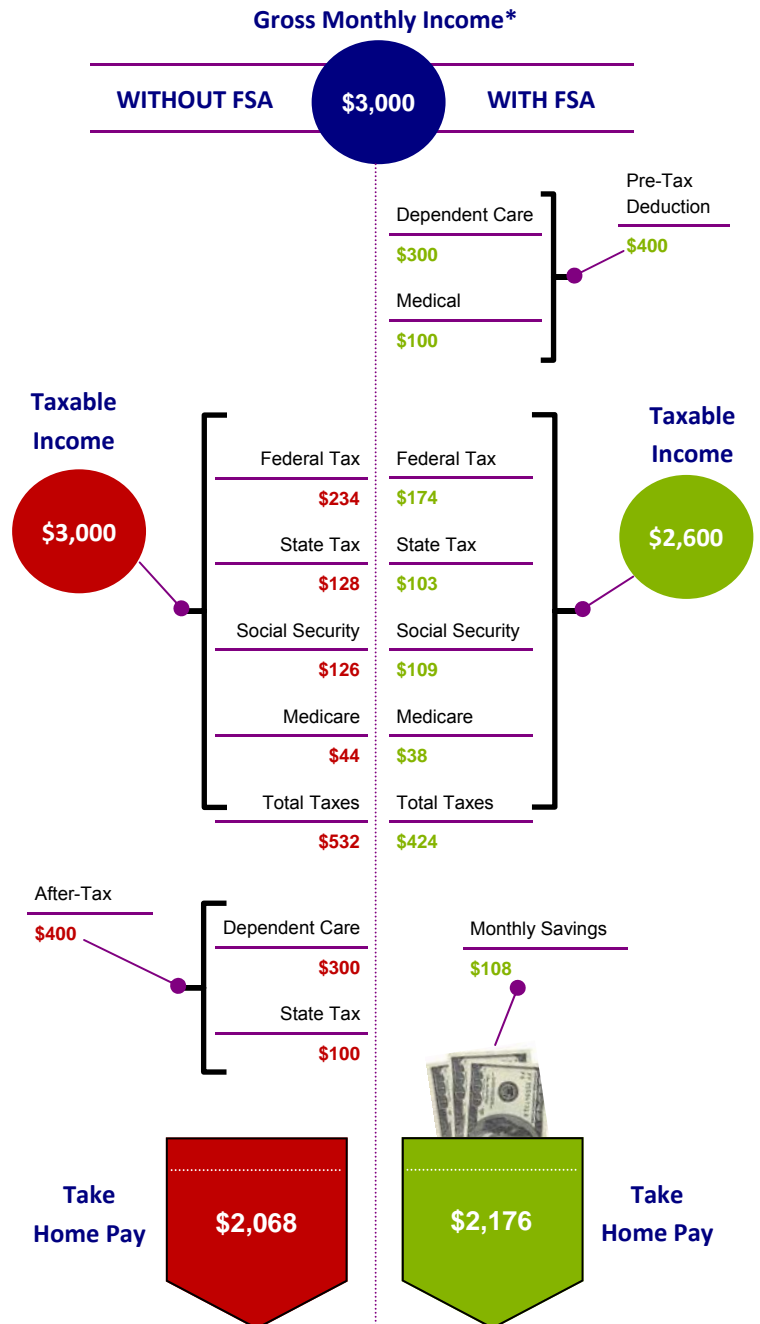 Gross Monthly Income*
WITHOUT FSA
$3,000
WITH FSA
Pre-Tax
Deduction
$400
Dependent Care
$300
Medical
$100
Taxable
Income
$3,000
Federal Tax
$234
State Tax
$128
Social Security
$126
Medicare
$44
Total Taxes
$532
Federal Tax
$174
State Tax
$103
Social Security
$109
Medicare
$38
Total Taxes
$424
Taxable
Income
$2,600
After-Tax
$400
Dependent Care
$300
State Tax
$100
Monthly Savings
$108
Take
Home Pay
$2,068
$2,176
Take
Home Pay